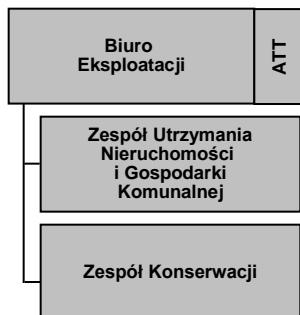 Biuro
Eksploatacji
ATT
Zespół Utrzymania
Nieruchomości
i Gospodarki
Komunalnej
Zespół Konserwacji